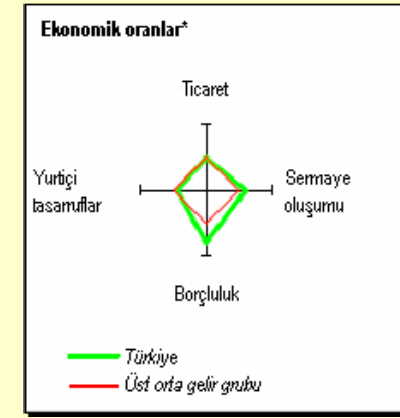 Ekonomik oranlar*
Ticaret
Yurtiçi
tasarruflar
Sermaye
oluşumu
Borçluluk
Türkiye
Üst orta gelir grubu